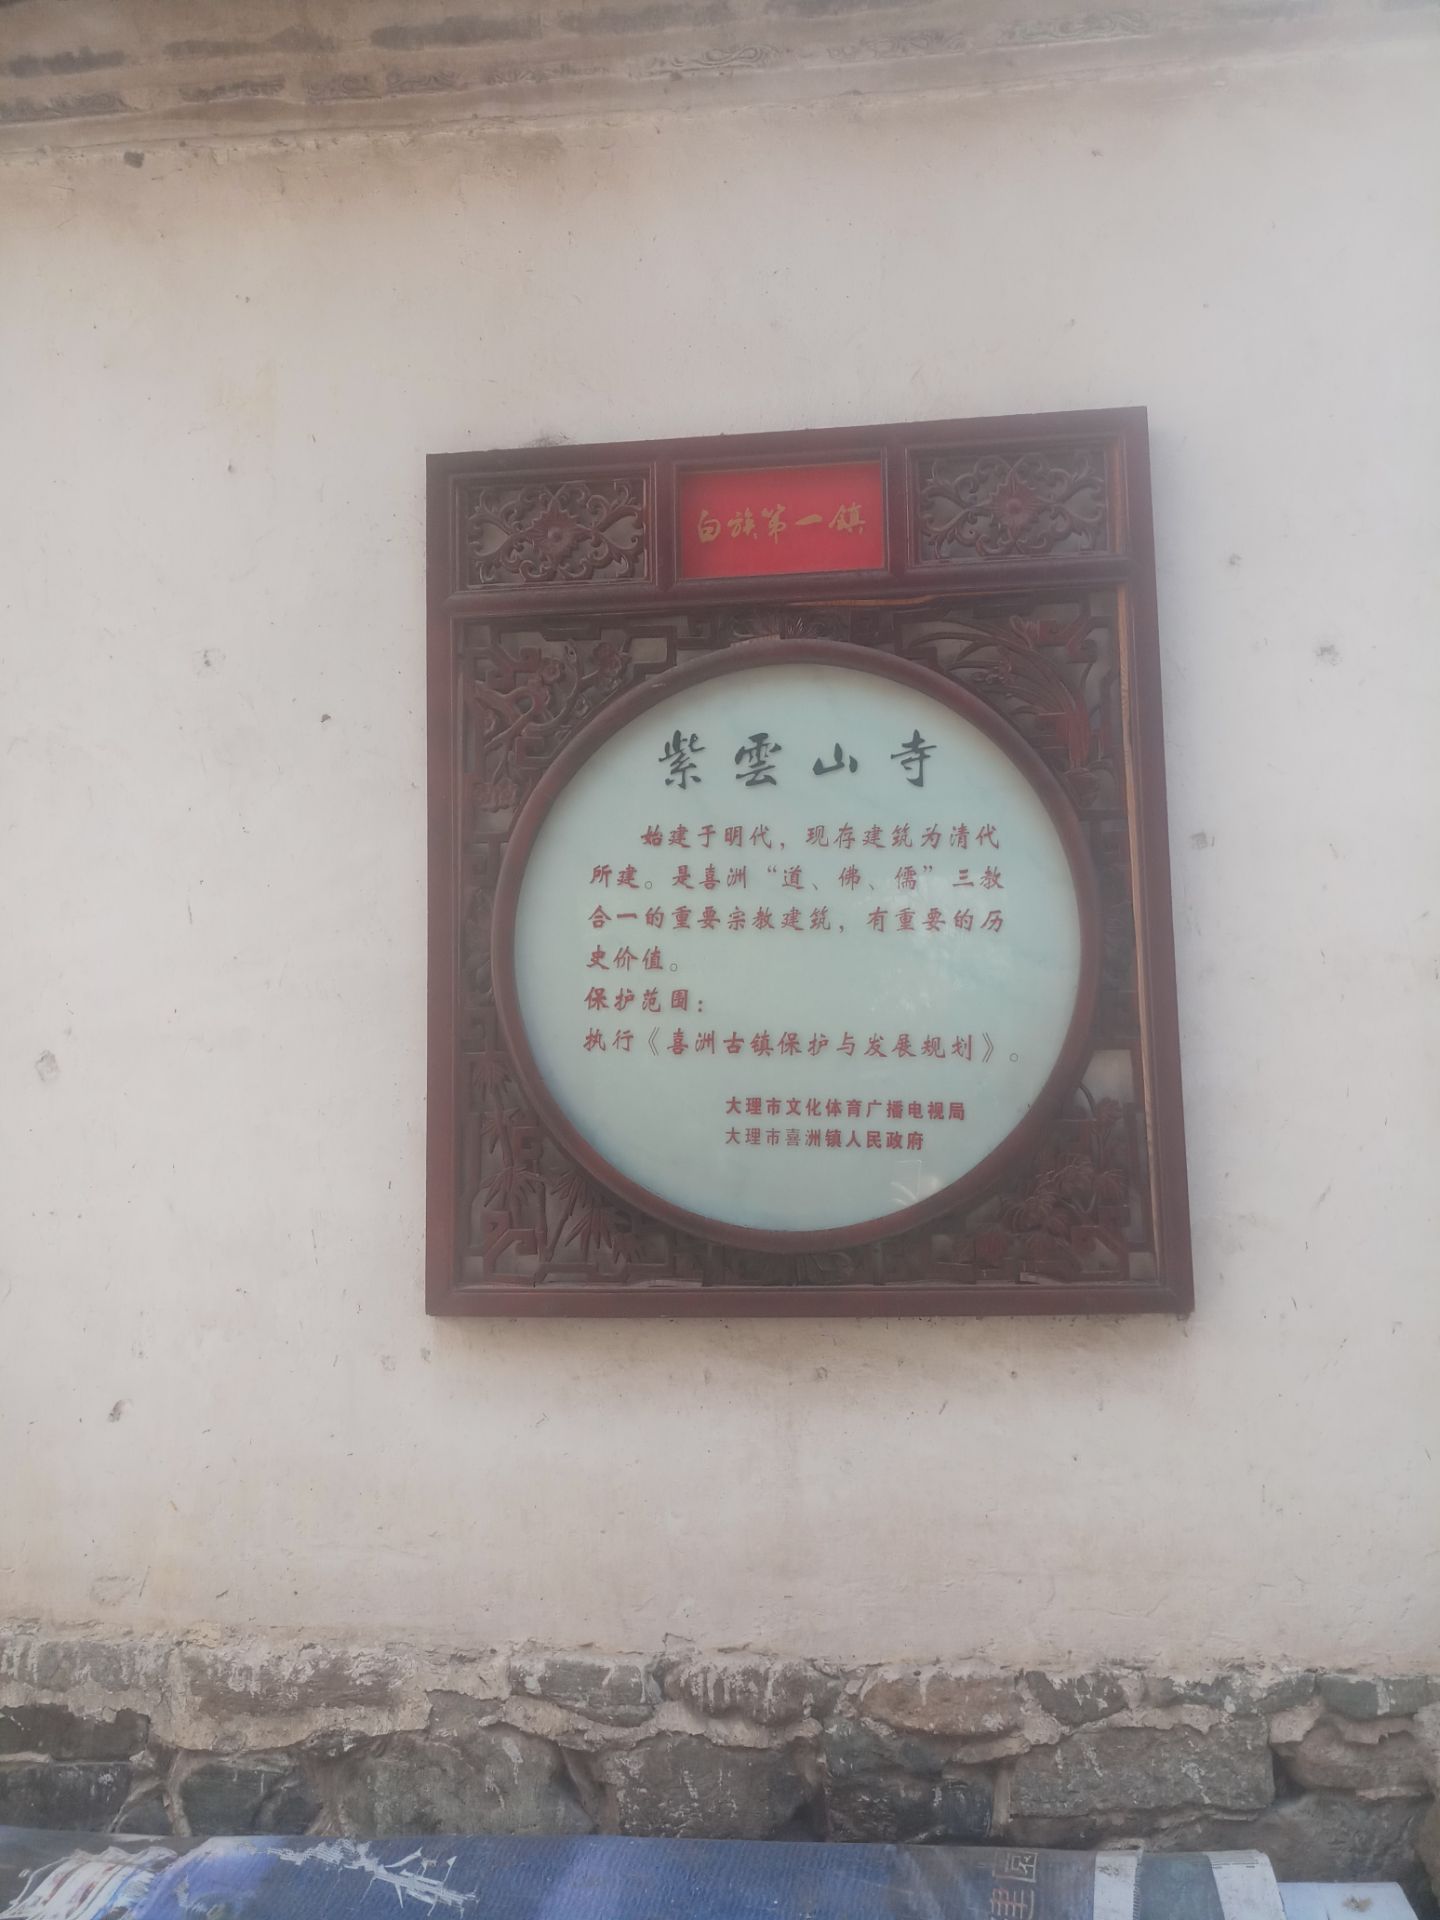 白族第一鎮
紫雲山寺
始建于明代，现存建筑为清代
所建。是喜洲“道、佛、儒”三教
合一的重要宗教建筑，有重要的历
史价值。
保护范围：
执行《喜洲古镇保护与发展规划》。
大理市文化体育广播电视局
大理市喜洲镇人民政府
建园